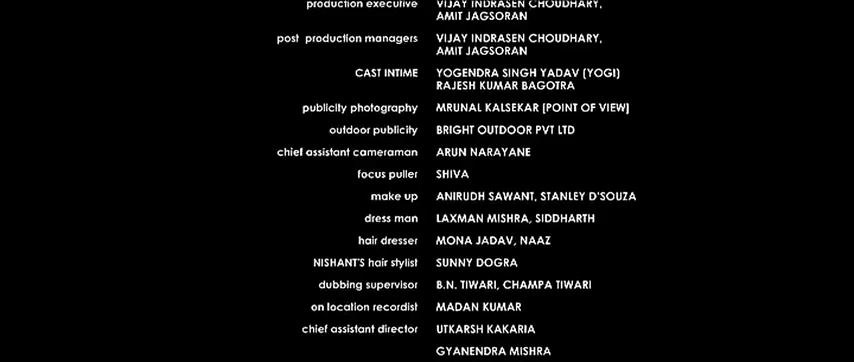 production executive VIJAY INDRASEN CHOUDHARY,
AMIT JAGSORAN
post production managers VIJAY INDRASEN CHOUDHARY,
AMIT JAGSORAN
CAST INTIME YOGENDRA SINGH YADAV (YOGI)
RAJESH KUMAR BAGOTRA
publicity photography MRUNAL KALSEKAR [POINT OF VIEW]
outdoor publicity BRIGHT OUTDOOR PVT LTD
chief assistant cameraman ARUN NARAYANE
focus puller SHIVA
make up ANIRUDH SAWANT, STANLEY D'SOUZA
dress man LAXMAN MISHRA, SIDDHARTH
hair dresser MONA JADAV, NAAZ
NISHANT'S hair stylist SUNNY DOGRA
dubbing supervisor B.N. TIWARI, CHAMPA TIWARI
on location recordist MADAN KUMAR
chief assistant director UTKARSH KAKARIA
GYANENDRA MISHRA